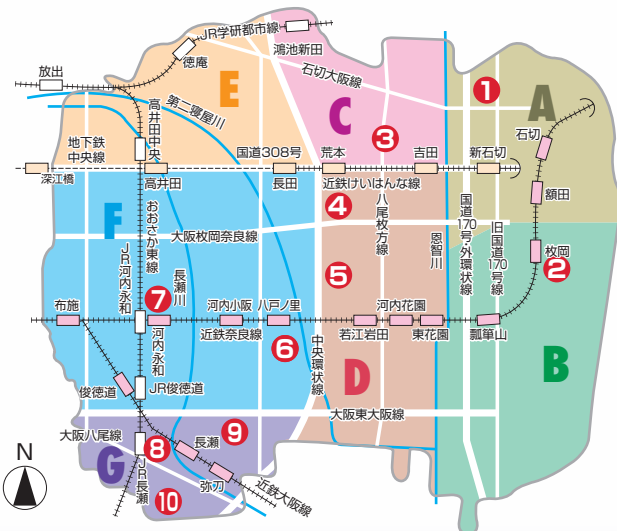 JR学研都市線
鴻池新田
徳庵
放出
石切大阪線
E
C
A
1
3
第二寝屋川
高井田中央
地下鉄
中央線
国道308号
荒本
吉田
新石切
石切
深江橋
高井田
長田
近鉄けいはんな線
額田
4
F
おおさか東線
大阪枚岡奈良線
八尾枚方線
恩智川
国道170号・外環状線
旧国道170号線
枚岡
2
5
JR河内永和
長瀬川
7
布施
河内永和
河内小阪
八戸ノ里
近鉄奈良線
6
中央環状線
若江岩田
河内花園
東花園
瓢箪山
D
B
俊徳道
JR俊徳道
大阪東大阪線
大阪八尾線
9
8
長瀬
G
JR長瀬
弥刀
近鉄大阪線
10
N